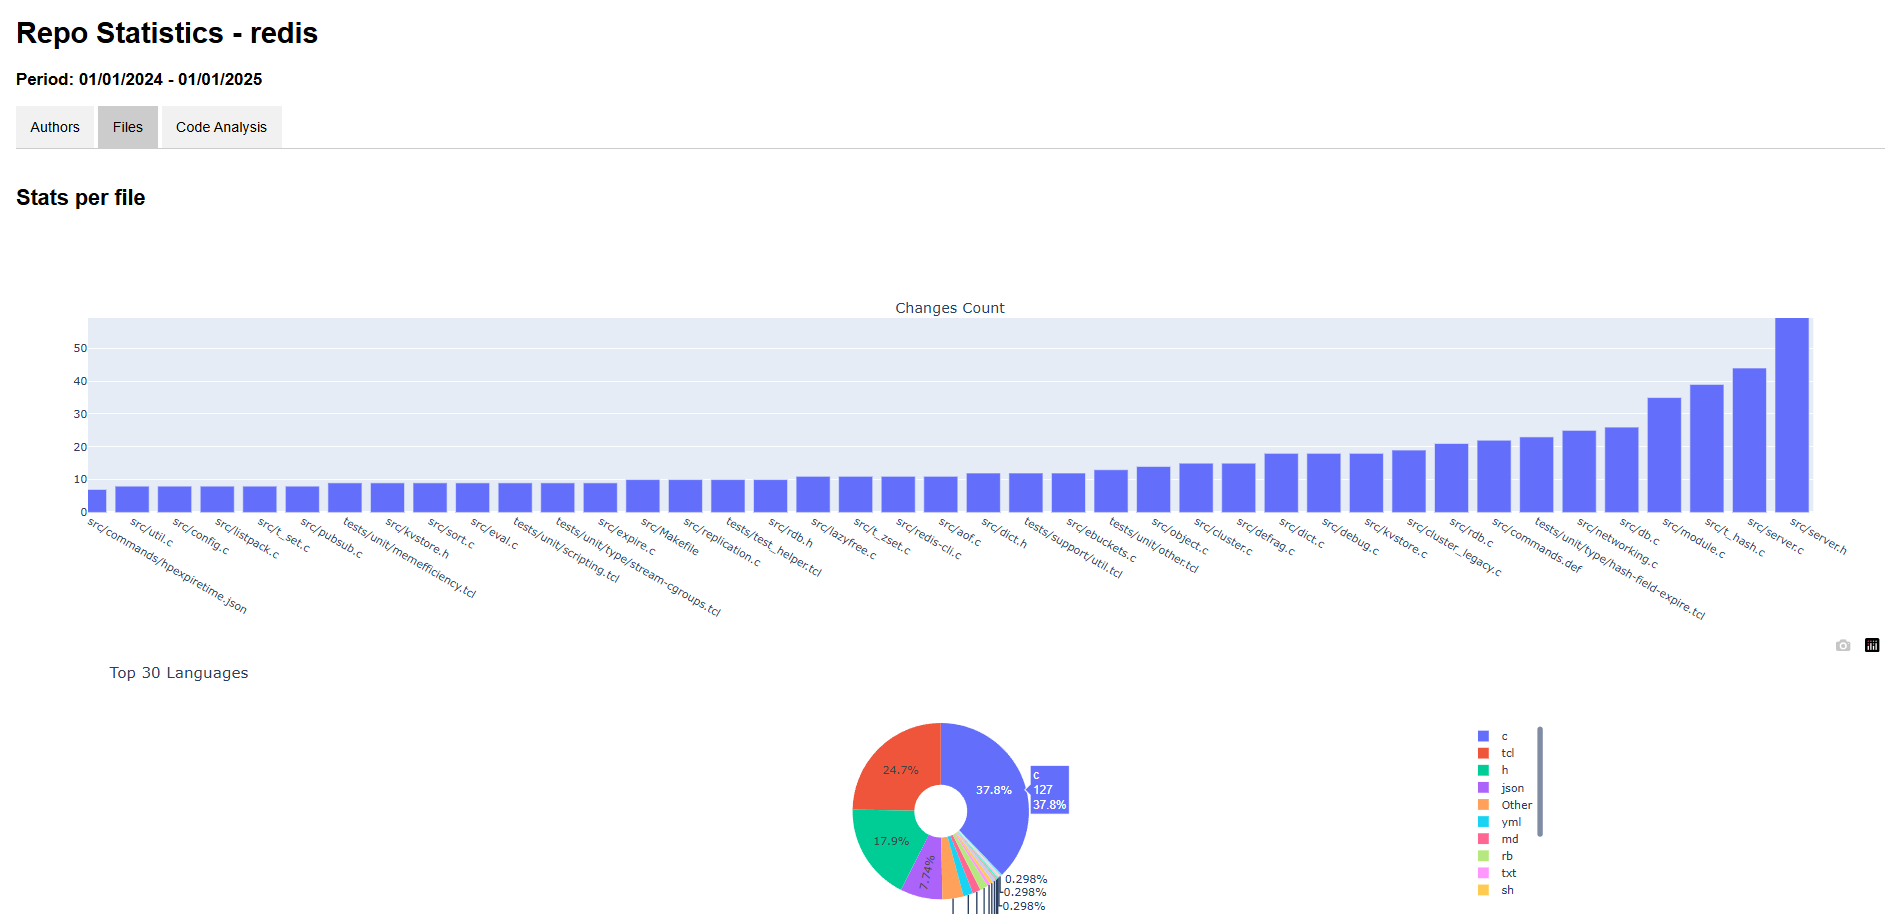 Repo Statistics - redis
Period: 01/01/2024 - 01/01/2025
Authors
Files
Code Analysis
Stats per file
Changes Count
50
40
30
20
10
0
src/commands/hpexpiretime.json
src/util.c
src/config.c
src/listpack.c
src/t_set.c
src/pubsub.c
tests/unit/memefficiency.tcl
src/kvstore.h
src/sort.c
src/eval.c
tests/unit/scripting.tcl
tests/unit/type/stream-cgroups.tcl
src/expire.c
src/Makefile
src/replication.c
tests/test_helper.tcl
src/rdb.h
src/lazyfree.c
src/t_zset.c
src/redis-cli.c
src/aof.c
src/dict.h
tests/support/util.tcl
src/ebuckets.c
tests/unit/other.tcl
src/object.c
src/cluster.c
src/defrag.c
src/dict.c
src/debug.c
src/kvstore.c
src/cluster_legacy.c
src/rdb.c
src/commands.def
tests/unit/type/hash-field-expire.tcl
src/networking.c
src/db.c
src/module.c
src/t_hash.c
src/server.c
src/server.h
Top 30 Languages
24.7%
37.8%
c
127
37.8%
17.9%
7.74%
0.298%
0.298%
0.298%
c
tcl
h
json
Other
yml
md
rb
txt
sh